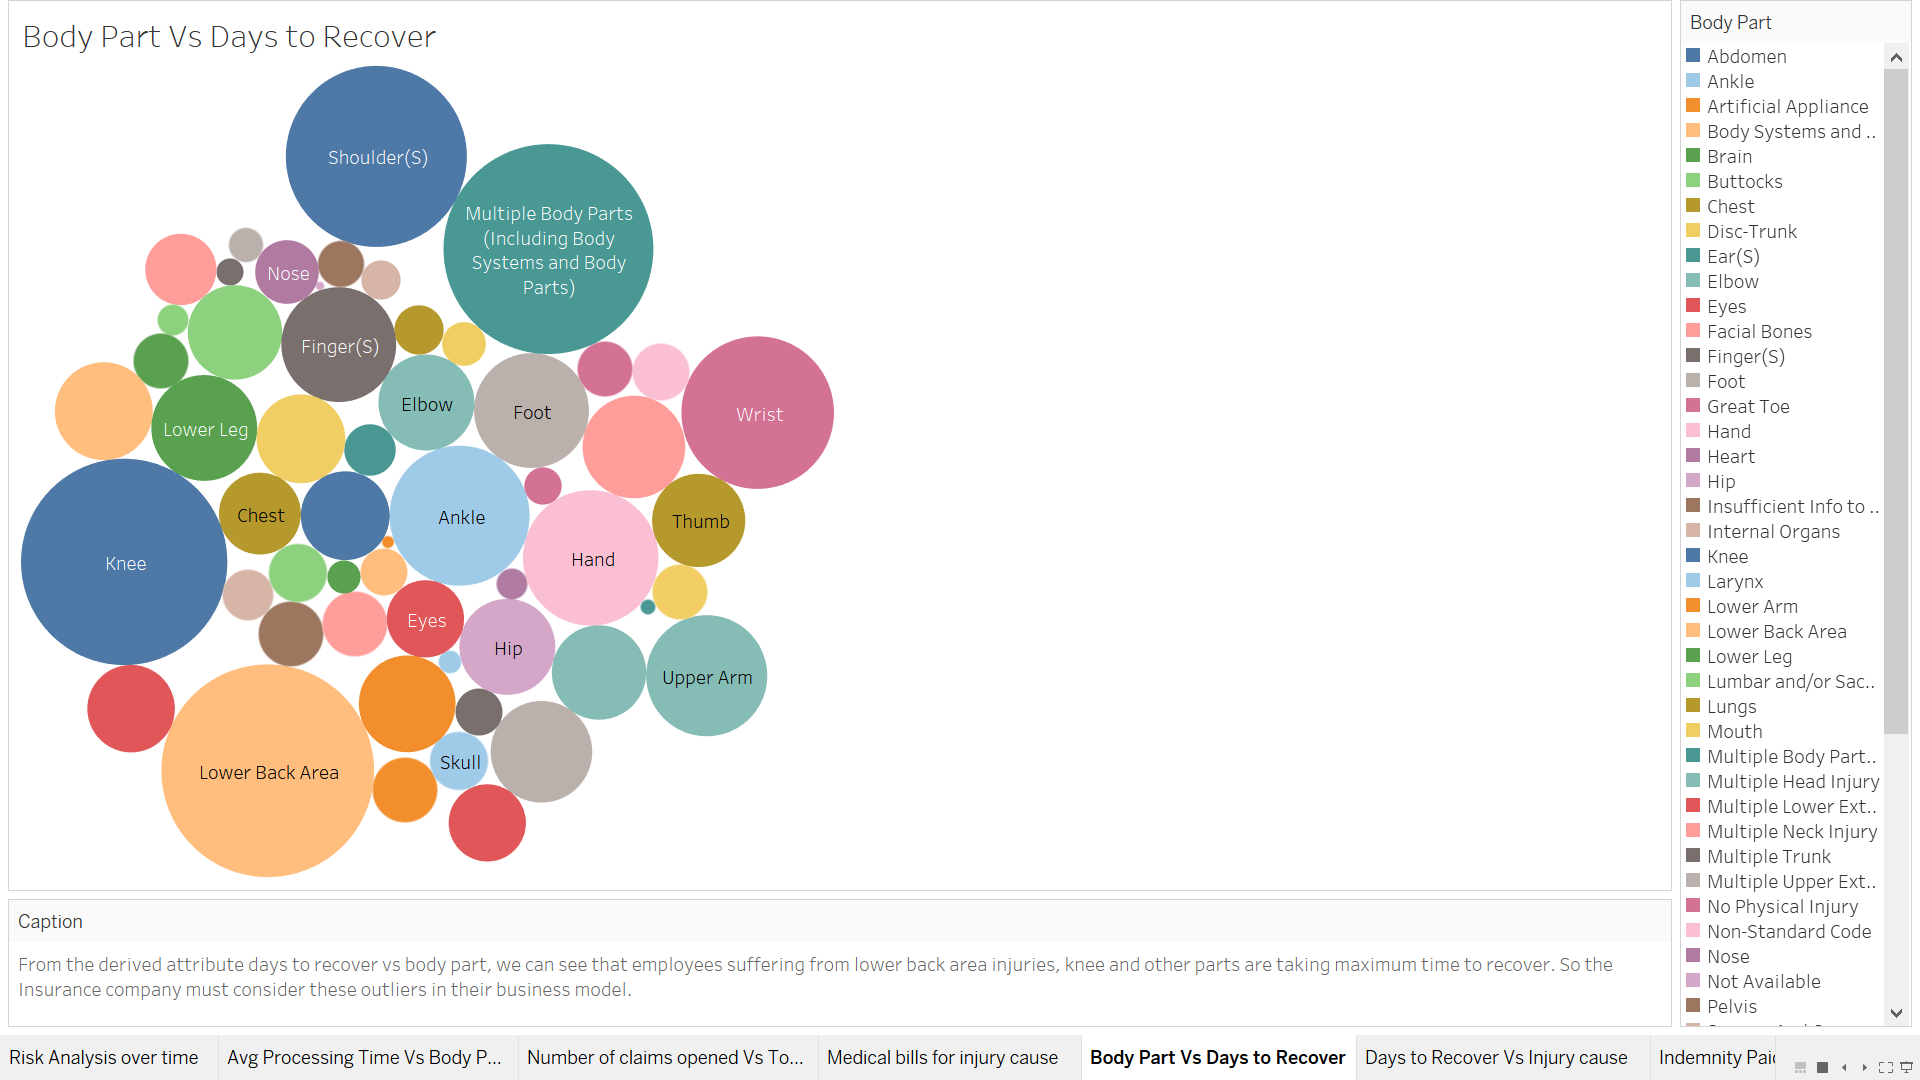 Body Part Vs Days to Recover
Shoulder(S)
Multiple Body Parts
(Including Body
Systems and Body
Parts)
Nose
Finger(S)
Elbow
Foot
Wrist
Lower Leg
Chest
Ankle
Thumb
Knee
Hand
Eyes
Hip
Upper Arm
Skull
Lower Back Area
Body Part
Abdomen
Ankle
Artificial Appliance
Body Systems and ..
Brain
Buttocks
Chest
Disc-Trunk
Ear(S)
Elbow
Eyes
Facial Bones
Finger(S)
Foot
Great Toe
Hand
Heart
Hip
Insufficient Info to ..
Internal Organs
Knee
Larynx
Lower Arm
Lower Back Area
Lower Leg
Lumbar and/or Sac..
Lungs
Mouth
Multiple Body Part..
Multiple Head Injury
Multiple Lower Ext..
Multiple Neck Injury
Multiple Trunk
Multiple Upper Ext..
No Physical Injury
Non-Standard Code
Nose
Not Available
Pelvis
Caption
From the derived attribute days to recover vs body part, we can see that employees suffering from lower back area injuries, knee and other parts are taking maximum time to recover. So the
Insurance company must consider these outliers in their business model.
Risk Analysis over time
Avg Processing Time Vs Body P...
Number of claims opened Vs To...
Medical bills for injury cause
Body Part Vs Days to Recover
Days to Recover Vs Injury cause
Indemnity Paid